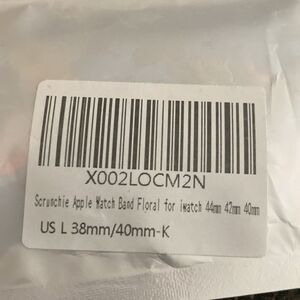 X002LOCM2N
Scrunchie Apple Watch Band Floral for iwatch 44mm 42mm 40mm
US L 38mm/40mm-K